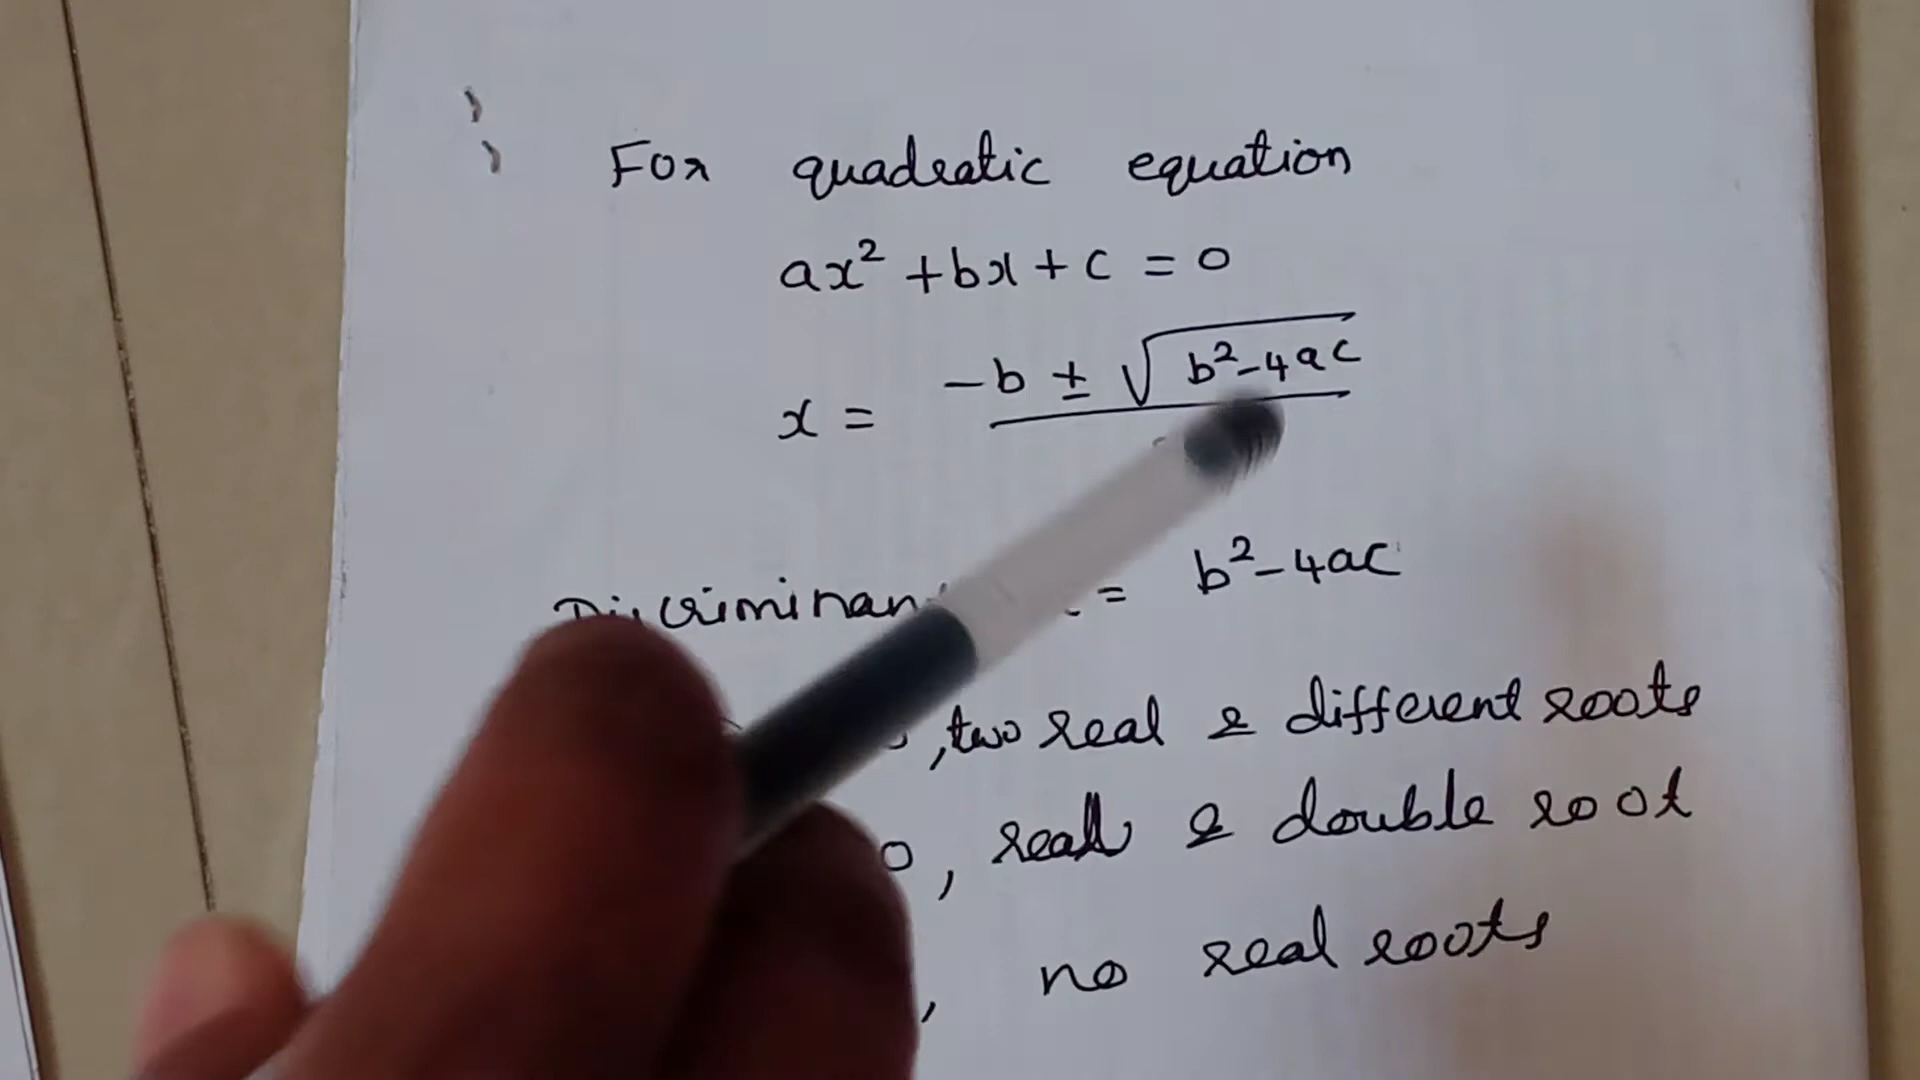 For quadratic equation
ax² + bx + c = 0
x = -b ± √(b²-4ac)
= b²-4ac
, two real & different roots
0, real & double root
, no real roots